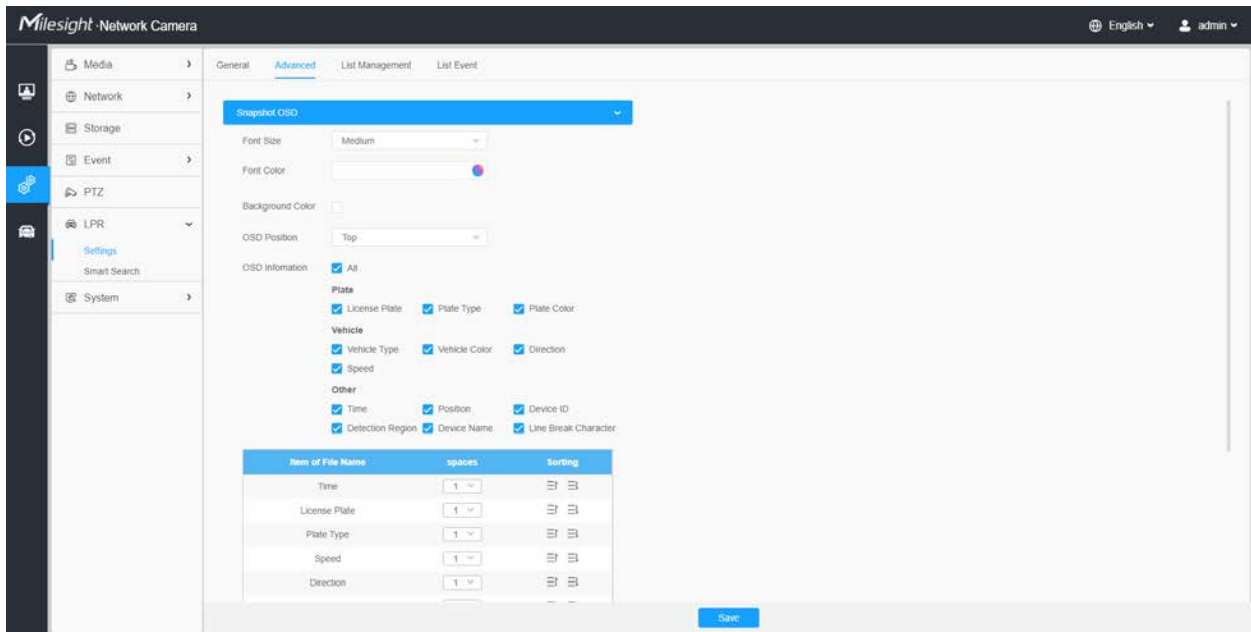 Milesight · Network Camera
English
admin
Media
Network
Storage
Event
PTZ
LPR
Settings
Smart Search
System
General Advanced List Management List Event
Snapshot OSD
Font Size Medium
Font Color
Background Color
OSD Position Top
OSD Infomation All
Plate
License Plate Plate Type Plate Color
Vehicle
Vehicle Type Vehicle Color Direction
Speed
Other
Time Position Device ID
Detection Region Device Name Line Break Character
Item of File Name spaces Sorting
Time 1
License Plate 1
Plate Type 1
Speed 1
Direction 1
Save